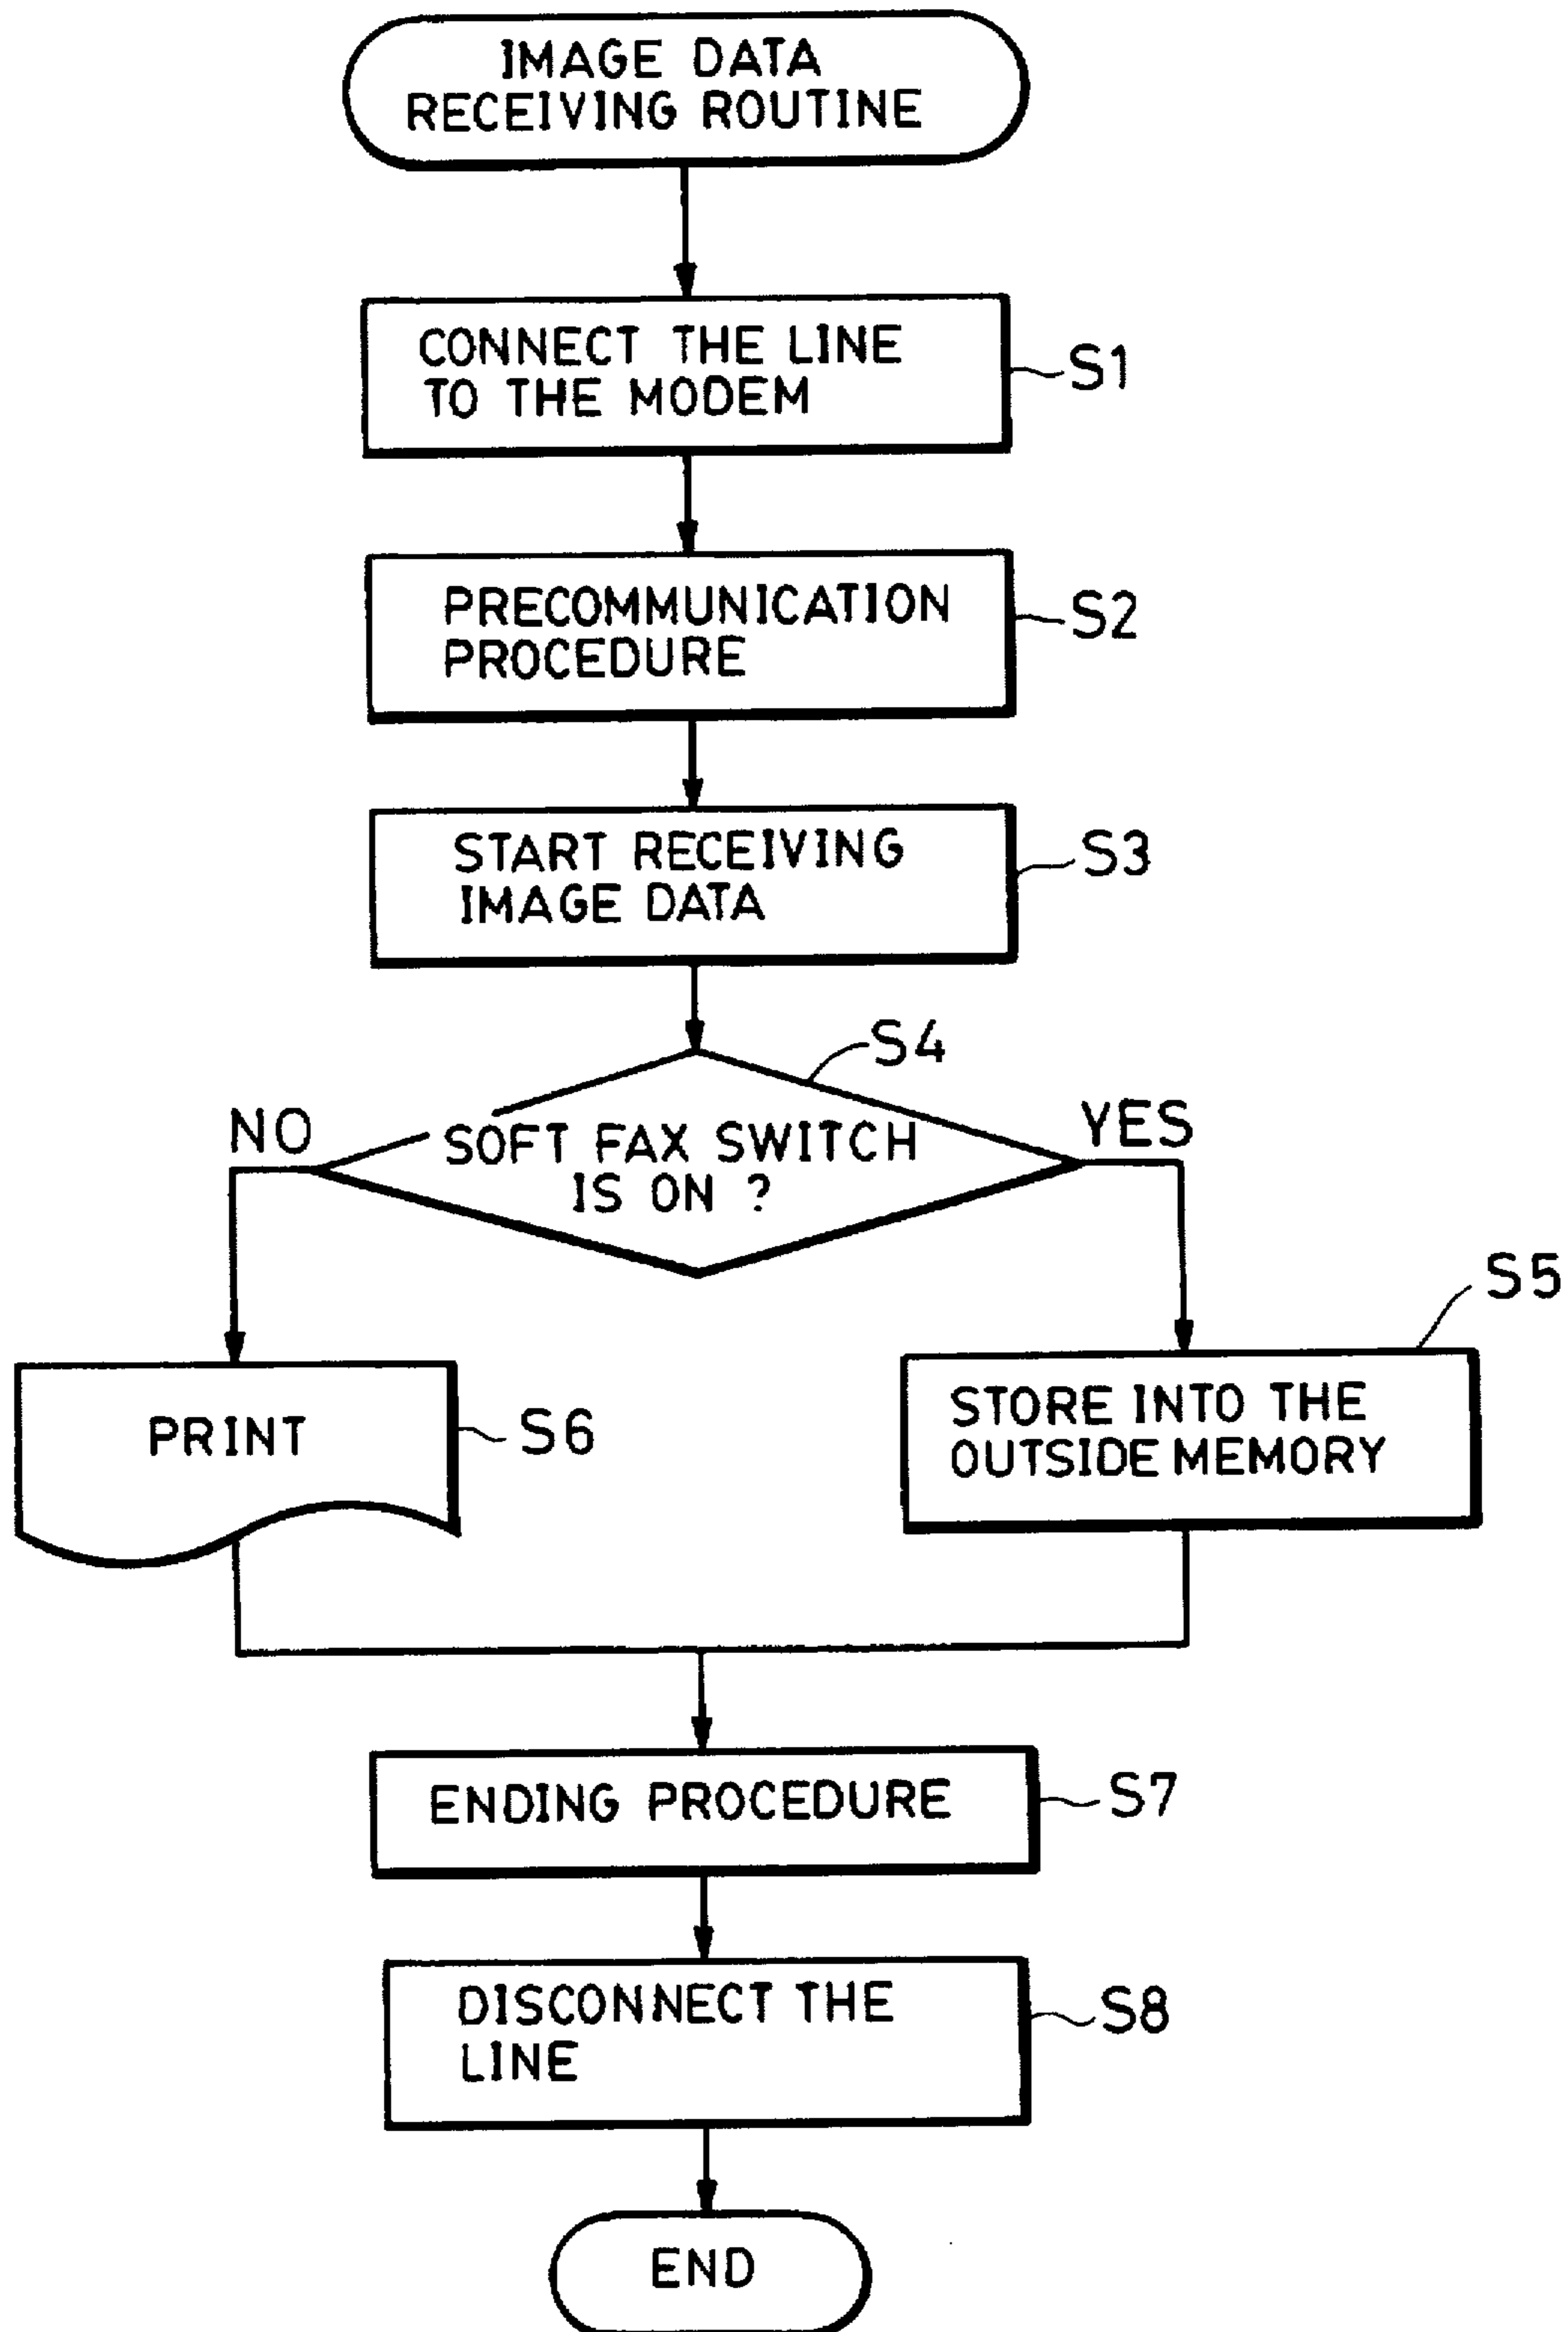 IMAGE DATA
RECEIVING ROUTINE
CONNECT THE LINE
TO THE MODEM
S1
PRECOMMUNICATION
PROCEDURE
S2
START RECEIVING
IMAGE DATA
S3
S4
NO
YES
SOFT FAX SWITCH
IS ON ?
S5
PRINT
S6
STORE INTO THE
OUTSIDE MEMORY
ENDING PROCEDURE
S7
DISCONNECT THE
LINE
S8
END